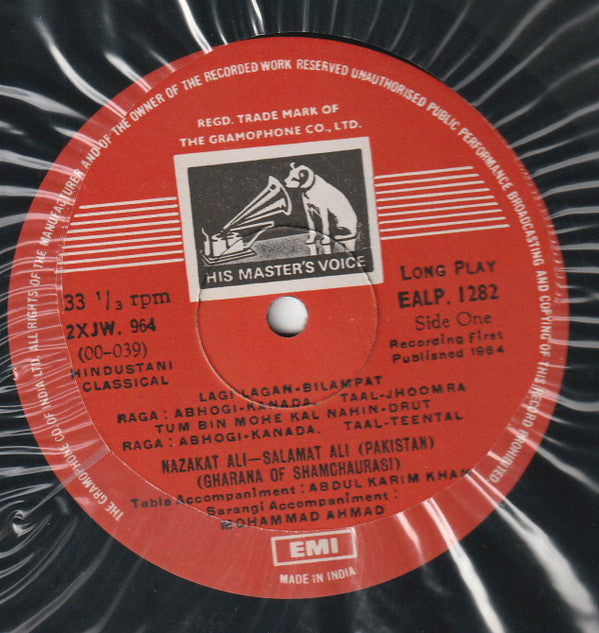 THE GRAMOPHONE CO. OF INDIA LTD. ALL RIGHTS OF THE MANUFACTURER AND OF THE OWNER OF THE RECORDED WORK RESERVED UNAUTHORISED PUBLIC PERFORMANCE BROADCASTING AND COPYING OF THIS RECORD PROHIBITED
REGD. TRADE MARK OF
THE GRAMOPHONE CO., LTD.
HIS MASTER'S VOICE
33 1/3 rpm
2XJW. 964
(00-039)
HINDUSTANI
CLASSICAL
LONG PLAY
EALP. 1282
Side One
Recording First
Published 1964
LAGI LAGAN-BILAMPAT
RAGA: ABHOGI-KANADA. TAAL-JHOOMRA
TUM BIN MOHE KAL NAHIN-DRUT
RAGA: ABHOGI-KANADA. TAAL-TEENTAL
NAZAKAT ALI—SALAMAT ALI (PAKISTAN)
(GHARANA OF SHAMCHAURASI)
Tabla Accompaniment: ABDUL KARIM KHAN
Sarangi Accompaniment:
MOHAMMAD AHMAD
EMI
MADE IN INDIA